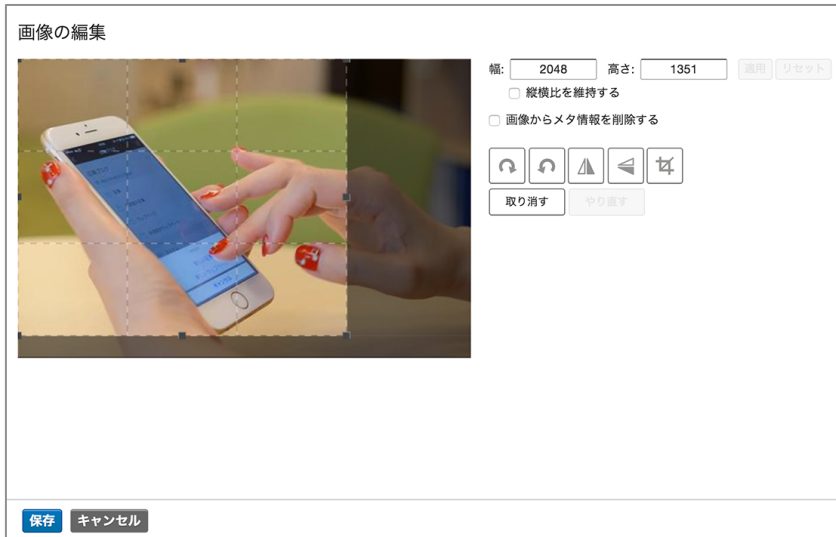 画像の編集
幅: 2048 高さ: 1351 適用 リセット
縦横比を維持する
画像からメタ情報を削除する
取り消す やり直す
保存 キャンセル